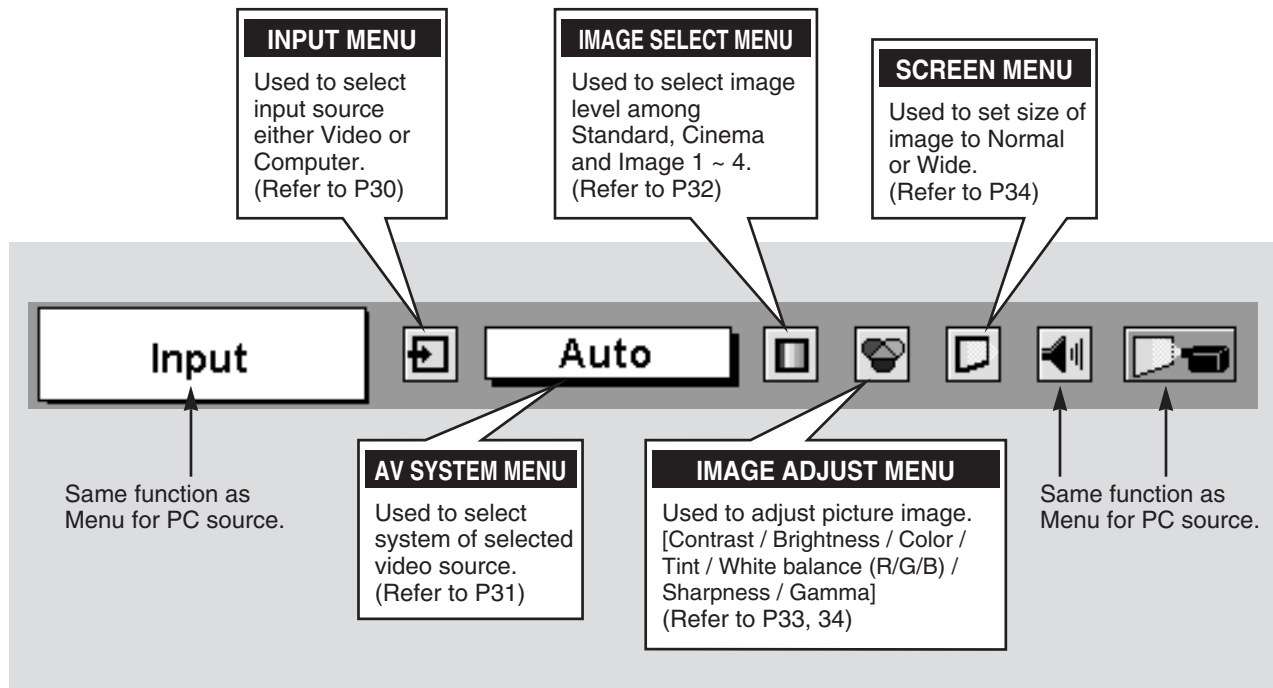 INPUT MENU
Used to select
input source
either Video or
Computer.
(Refer to P30)
IMAGE SELECT MENU
Used to select image
level among
Standard, Cinema
and Image 1 ~ 4.
(Refer to P32)
SCREEN MENU
Used to set size of
image to Normal
or Wide.
(Refer to P34)
Input
Auto
Same function as
Menu for PC source.
AV SYSTEM MENU
Used to select
system of selected
video source.
(Refer to P31)
IMAGE ADJUST MENU
Used to adjust picture image.
[Contrast / Brightness / Color /
Tint / White balance (R/G/B) /
Sharpness / Gamma]
(Refer to P33, 34)
Same function as
Menu for PC source.